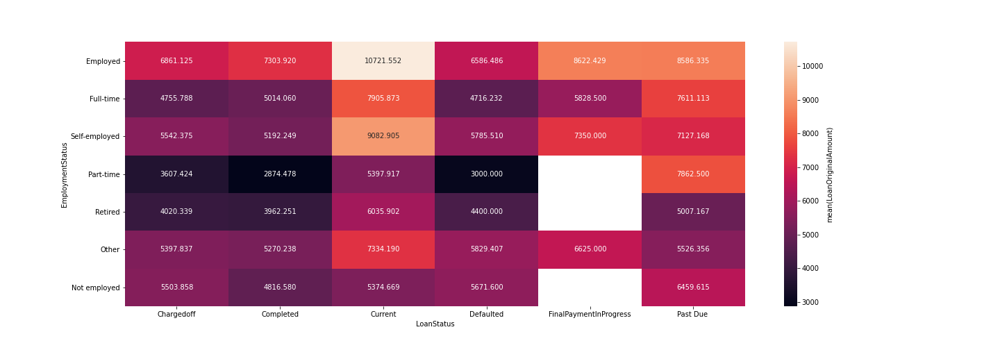 Employed 6861.125 7303.920 10721.552 6586.486 8622.429 8586.335
Full-time 4755.788 5014.060 7905.873 4716.232 5828.500 7611.113
Self-employed 5542.375 5192.249 9082.905 5785.510 7350.000 7127.168
Part-time 3607.424 2874.478 5397.917 3000.000 7862.500
Retired 4020.339 3962.251 6035.902 4400.000 5007.167
Other 5397.837 5270.238 7334.190 5829.407 6625.000 5526.356
Not employed 5503.858 4816.580 5374.669 5671.600 6459.615
EmploymentStatus
Chargedoff Completed Current Defaulted FinalPaymentInProgress Past Due
LoanStatus
10000
9000
8000
7000
6000
5000
4000
3000
mean(LoanOriginalAmount)